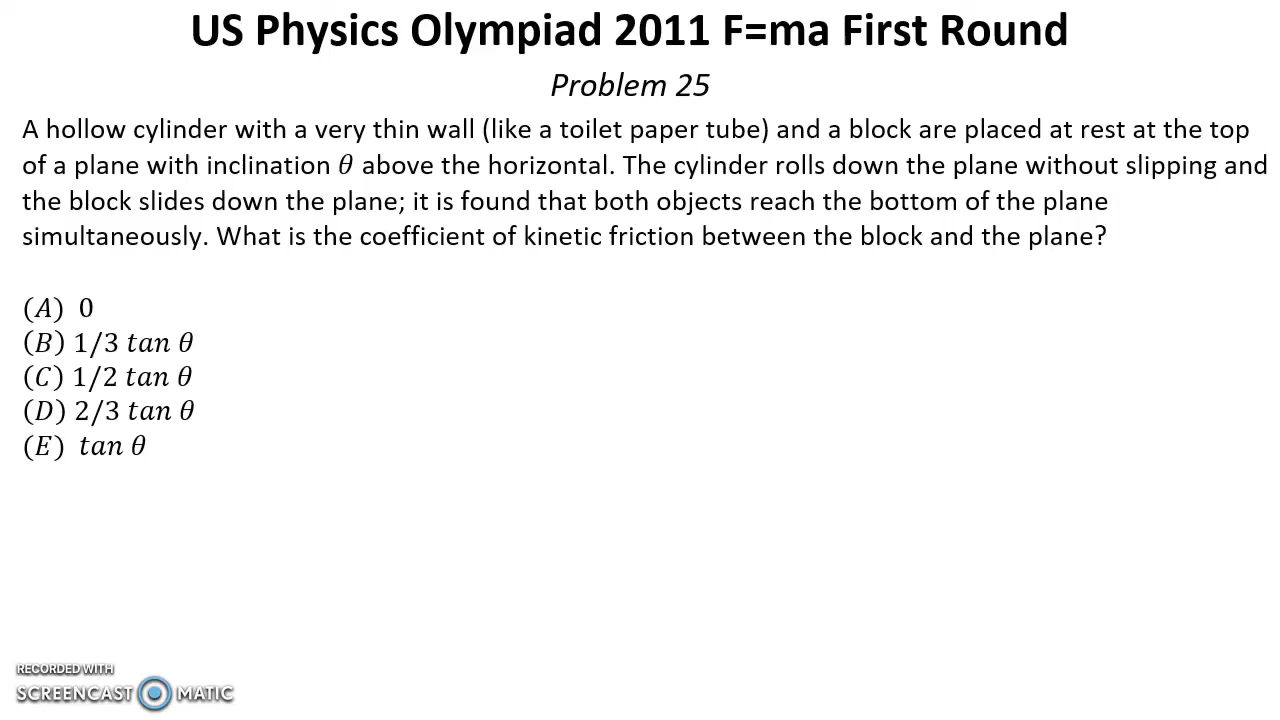 US Physics Olympiad 2011 F=ma First Round
Problem 25
A hollow cylinder with a very thin wall (like a toilet paper tube) and a block are placed at rest at the top
of a plane with inclination θ above the horizontal. The cylinder rolls down the plane without slipping and
the block slides down the plane; it is found that both objects reach the bottom of the plane
simultaneously. What is the coefficient of kinetic friction between the block and the plane?
(A) 0
(B) 1/3 tan θ
(C) 1/2 tan θ
(D) 2/3 tan θ
(E) tan θ
RECORDED WITH
SCREENCAST MATIC